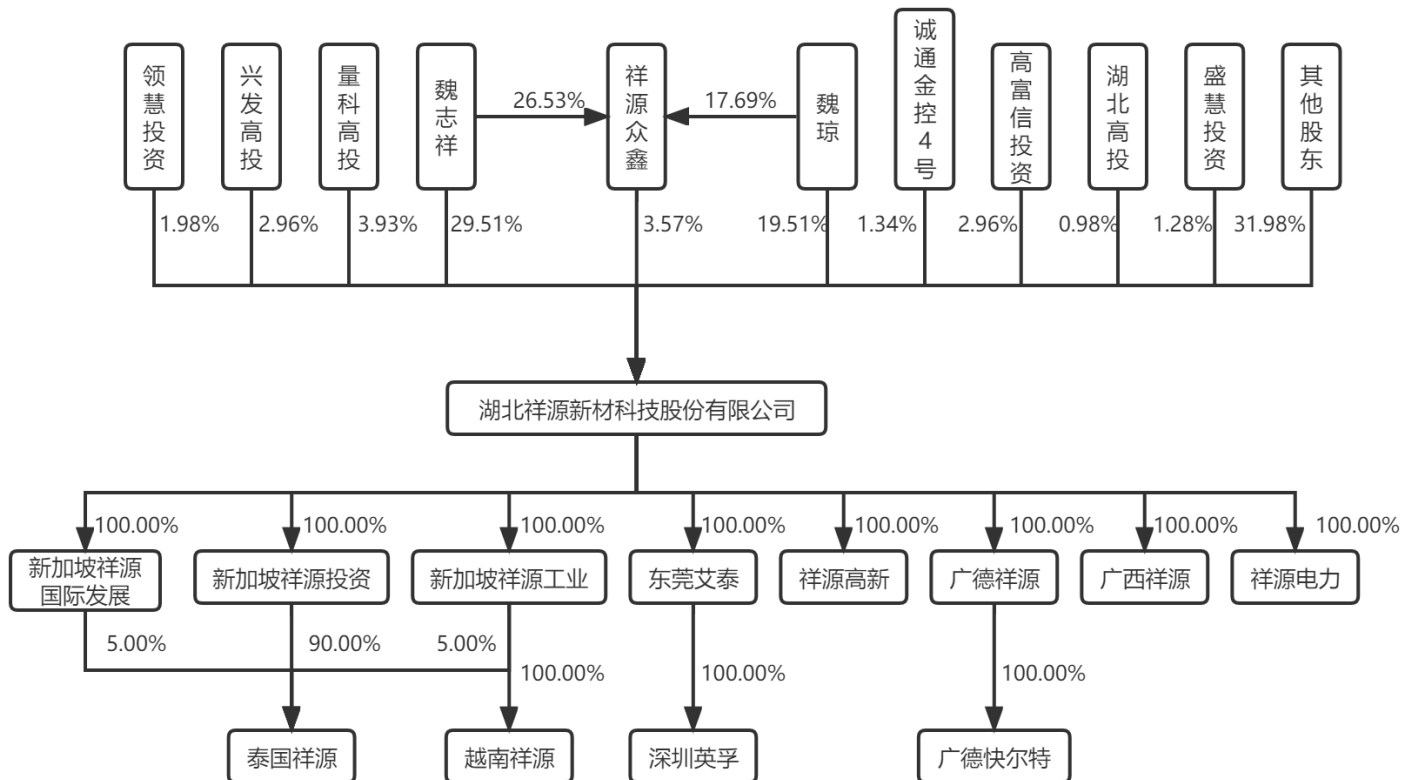 领慧投资
兴发高投
量科高投
魏志祥
26.53%
祥源众鑫
17.69%
魏琼
诚通金控4号
高富信投资
湖北高投
盛慧投资
其他股东
1.98%
2.96%
3.93%
29.51%
3.57%
19.51%
1.34%
2.96%
0.98%
1.28%
31.98%
湖北祥源新材科技股份有限公司
100.00%
100.00%
100.00%
100.00%
100.00%
100.00%
100.00%
100.00%
新加坡祥源
国际发展
新加坡祥源投资
新加坡祥源工业
东莞艾泰
祥源高新
广德祥源
广西祥源
祥源电力
5.00%
90.00%
5.00%
100.00%
100.00%
100.00%
泰国祥源
越南祥源
深圳英孚
广德快尔特